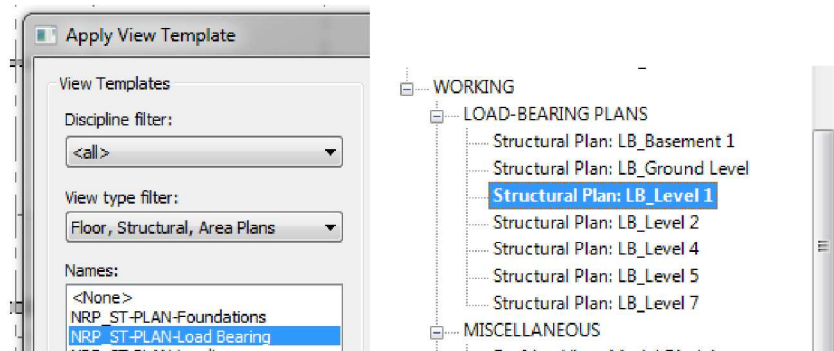 Apply View Template
View Templates
Discipline filter:
<all>
View type filter:
Floor, Structural, Area Plans
Names:
<None>
NRP_ST-PLAN-Foundations
NRP_ST-PLAN-Load Bearing
WORKING
LOAD-BEARING PLANS
Structural Plan: LB_Basement 1
Structural Plan: LB_Ground Level
Structural Plan: LB_Level 1
Structural Plan: LB_Level 2
Structural Plan: LB_Level 4
Structural Plan: LB_Level 5
Structural Plan: LB_Level 7
MISCELLANEOUS